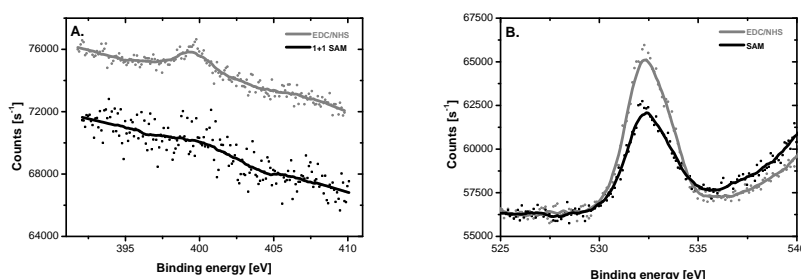 A.
EDC/NHS
1+1 SAM
76000
72000
68000
64000
Counts [s⁻¹]
395 400 405 410
Binding energy [eV]
B.
EDC/NHS
SAM
67500
65000
62500
60000
57500
55000
Counts [s⁻¹]
525 530 535 540
Binding energy [eV]